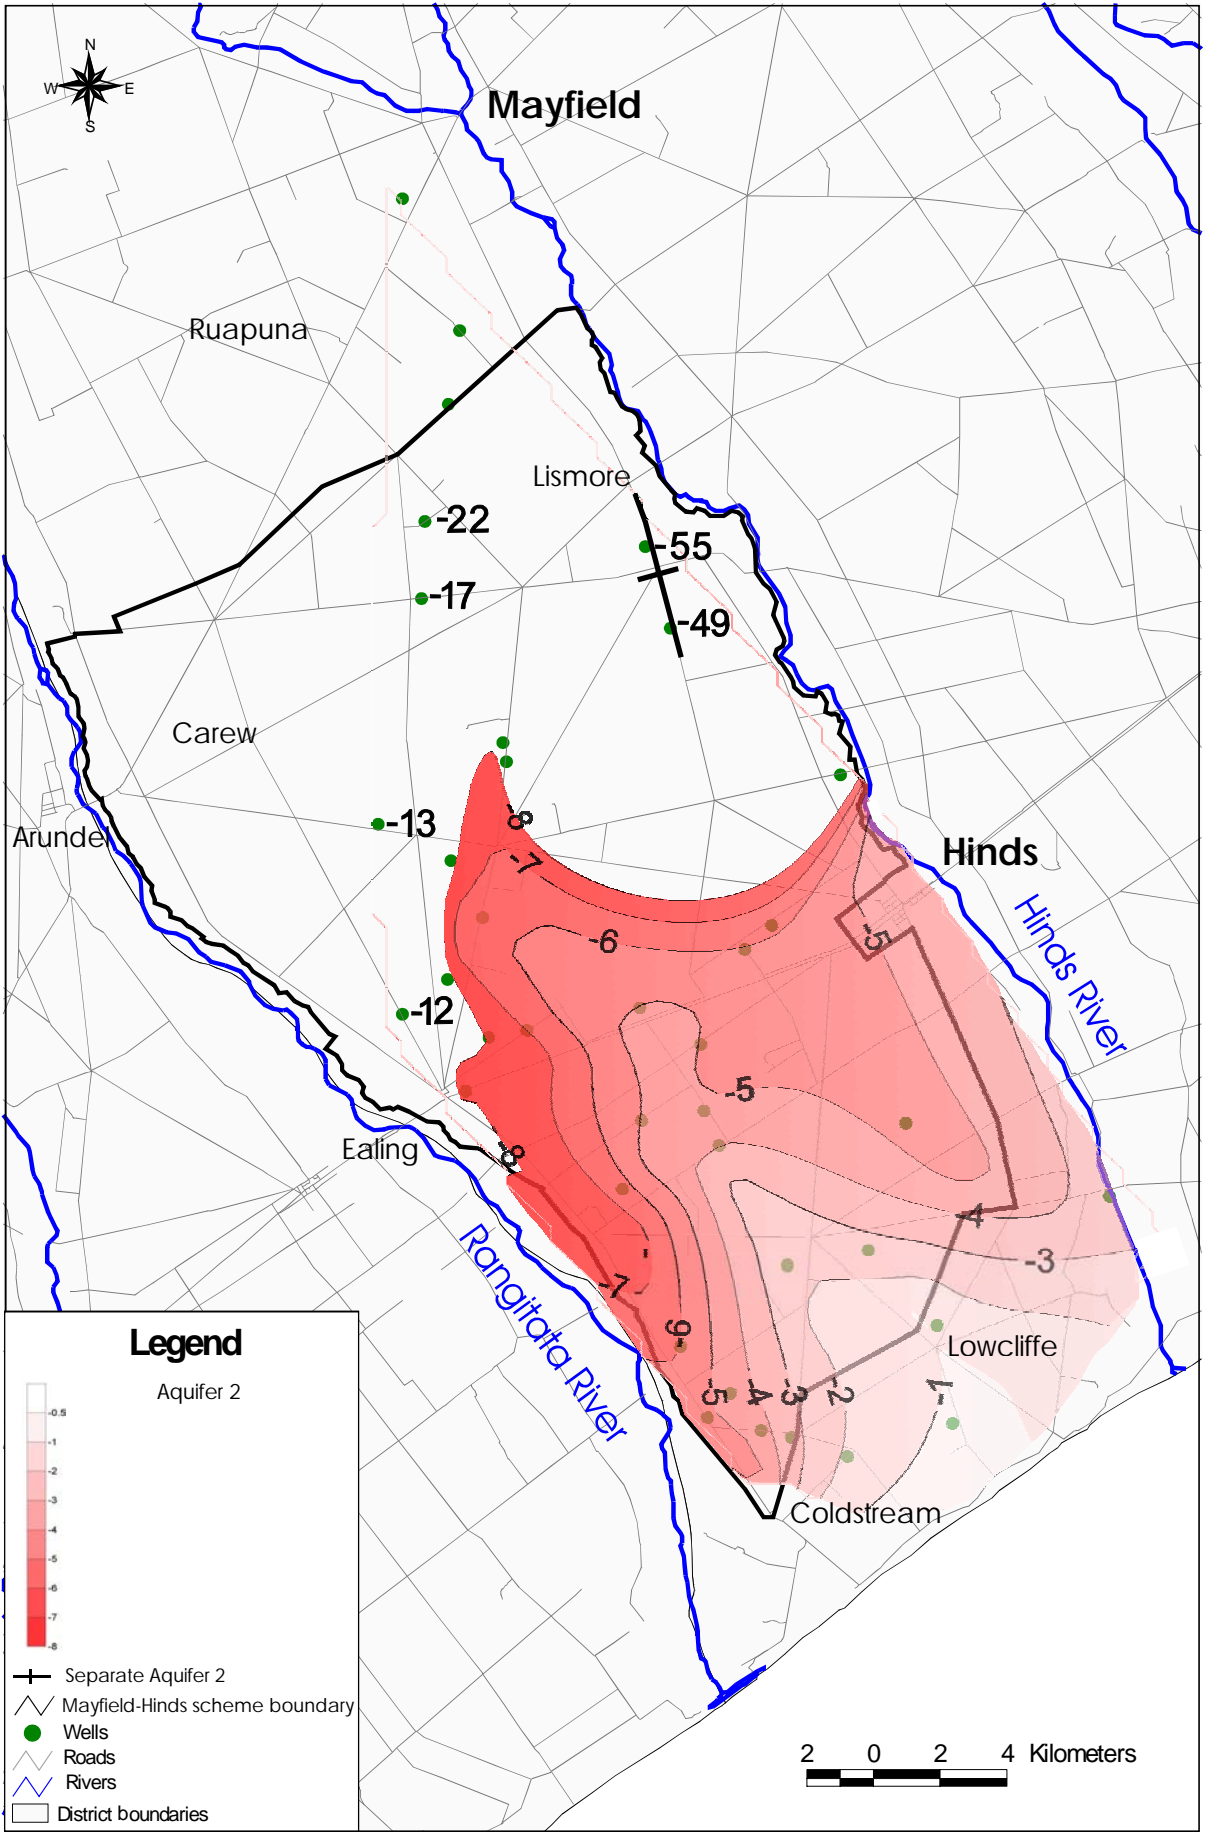 N
W E
S
Mayfield
Ruapuna
Lismore
-22
-55
-17
-49
Carew
-8
-13
Arundel
-7
Hinds
-6
-5
Hinds River
-12
-5
-8
Ealing
-4
-3
-
-7
Rangitata River
-6
Lowcliffe
-5
-4
-3
-2
-1
Coldstream
Legend
Aquifer 2
-0.5
-1
-2
-3
-4
-5
-6
-7
-8
Separate Aquifer 2
Mayfield-Hinds scheme boundary
Wells
Roads
Rivers
District boundaries
2 0 2 4 Kilometers